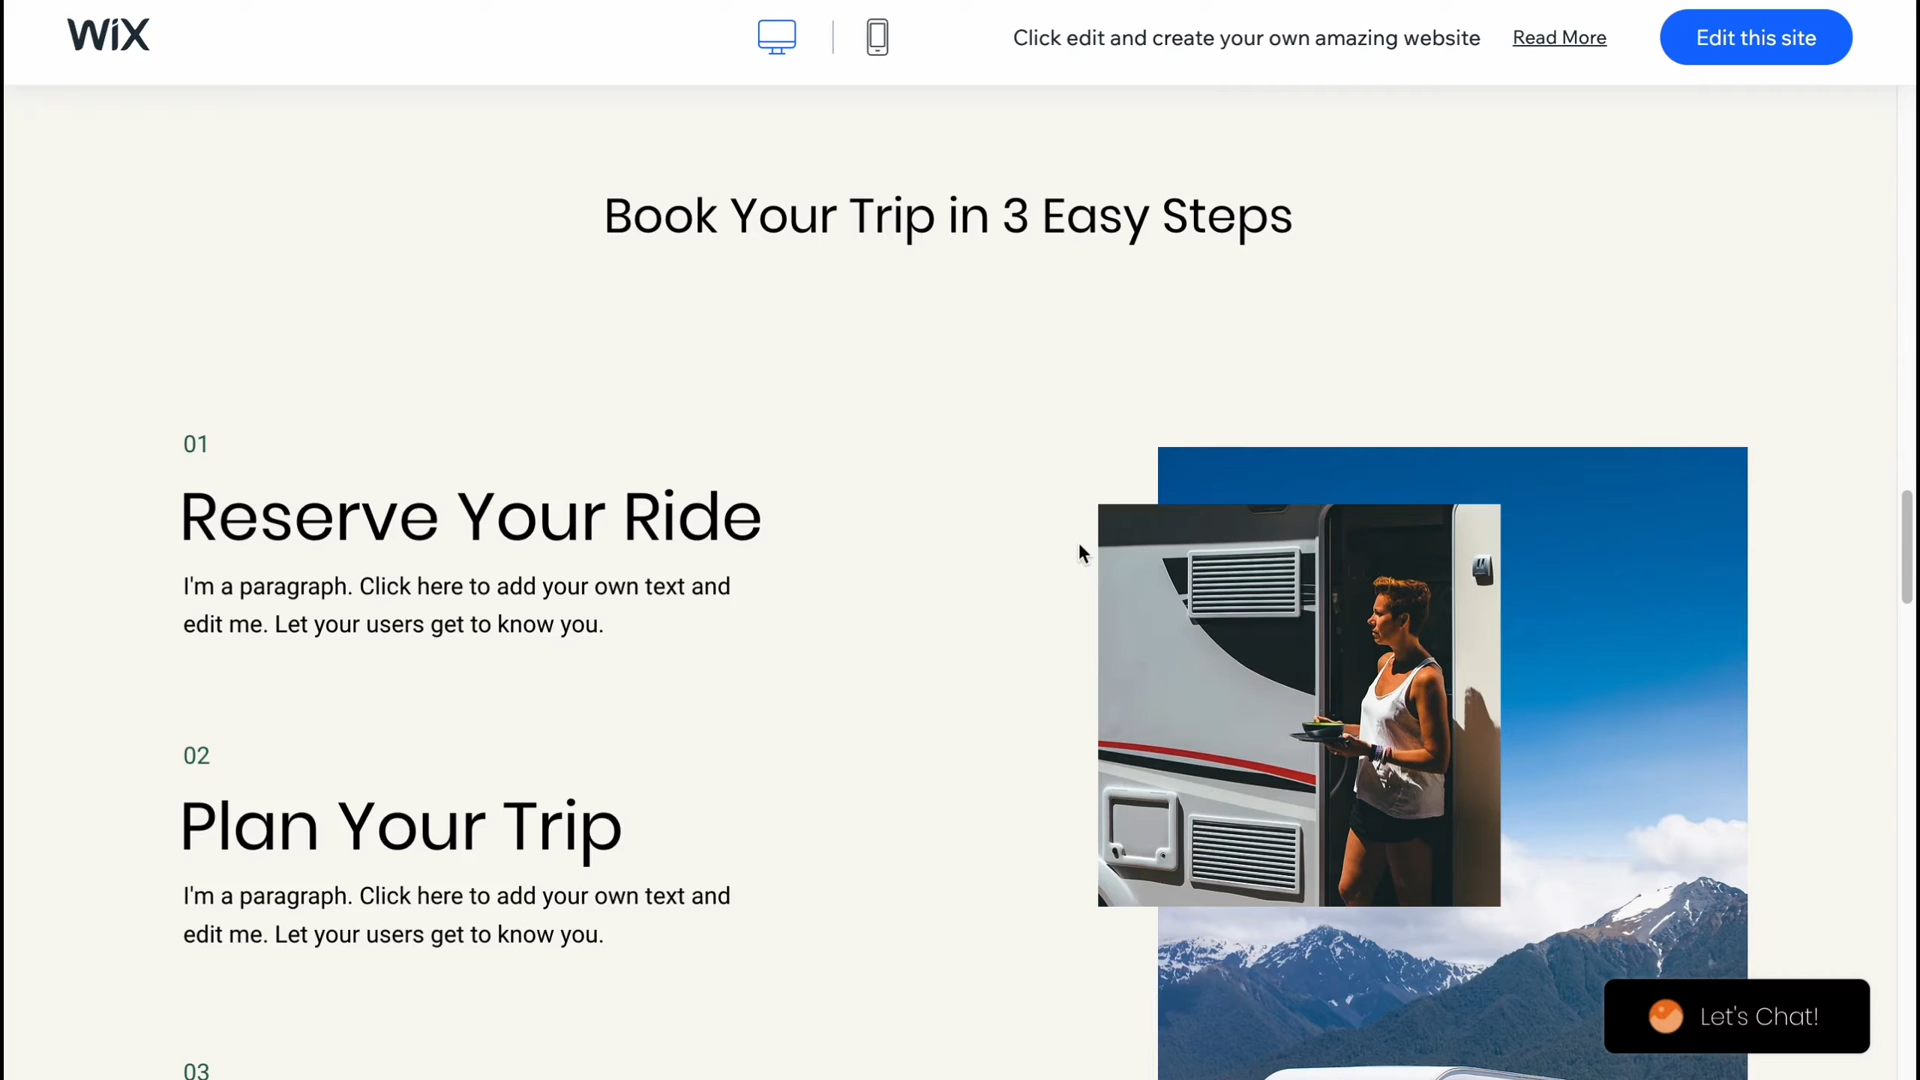 WiX
Click edit and create your own amazing website
Read More
Edit this site
Book Your Trip in 3 Easy Steps
01
Reserve Your Ride
I'm a paragraph. Click here to add your own text and
edit me. Let your users get to know you.
02
Plan Your Trip
I'm a paragraph. Click here to add your own text and
edit me. Let your users get to know you.
03
Let's Chat!